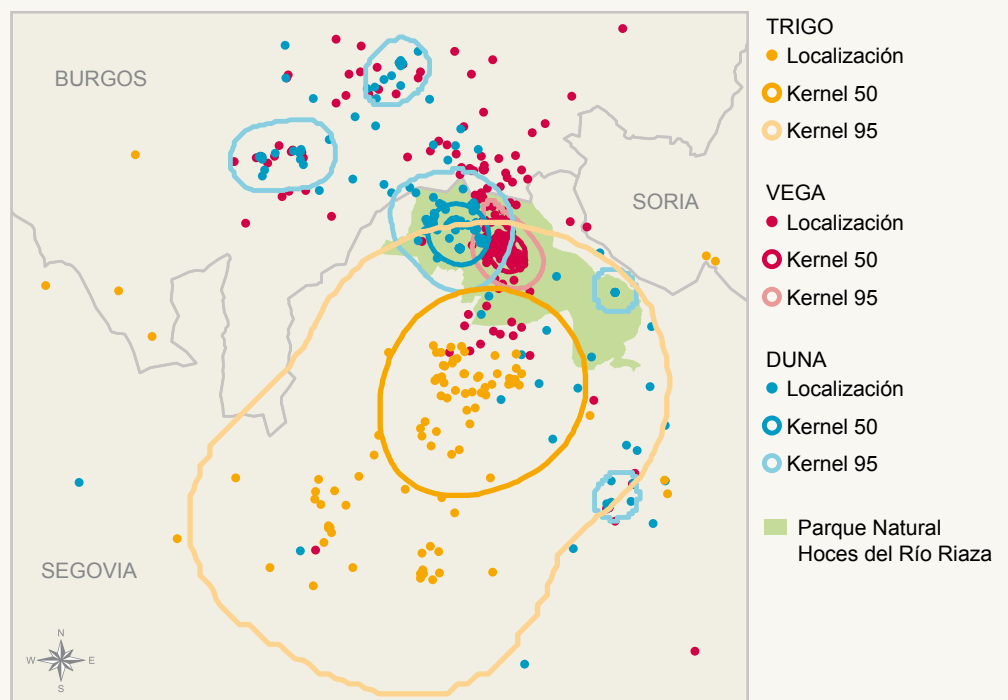 BURGOS
SORIA
SEGOVIA
N
W E
S
TRIGO
Localización
Kernel 50
Kernel 95
VEGA
Localización
Kernel 50
Kernel 95
DUNA
Localización
Kernel 50
Kernel 95
Parque Natural
Hoces del Río Riaza